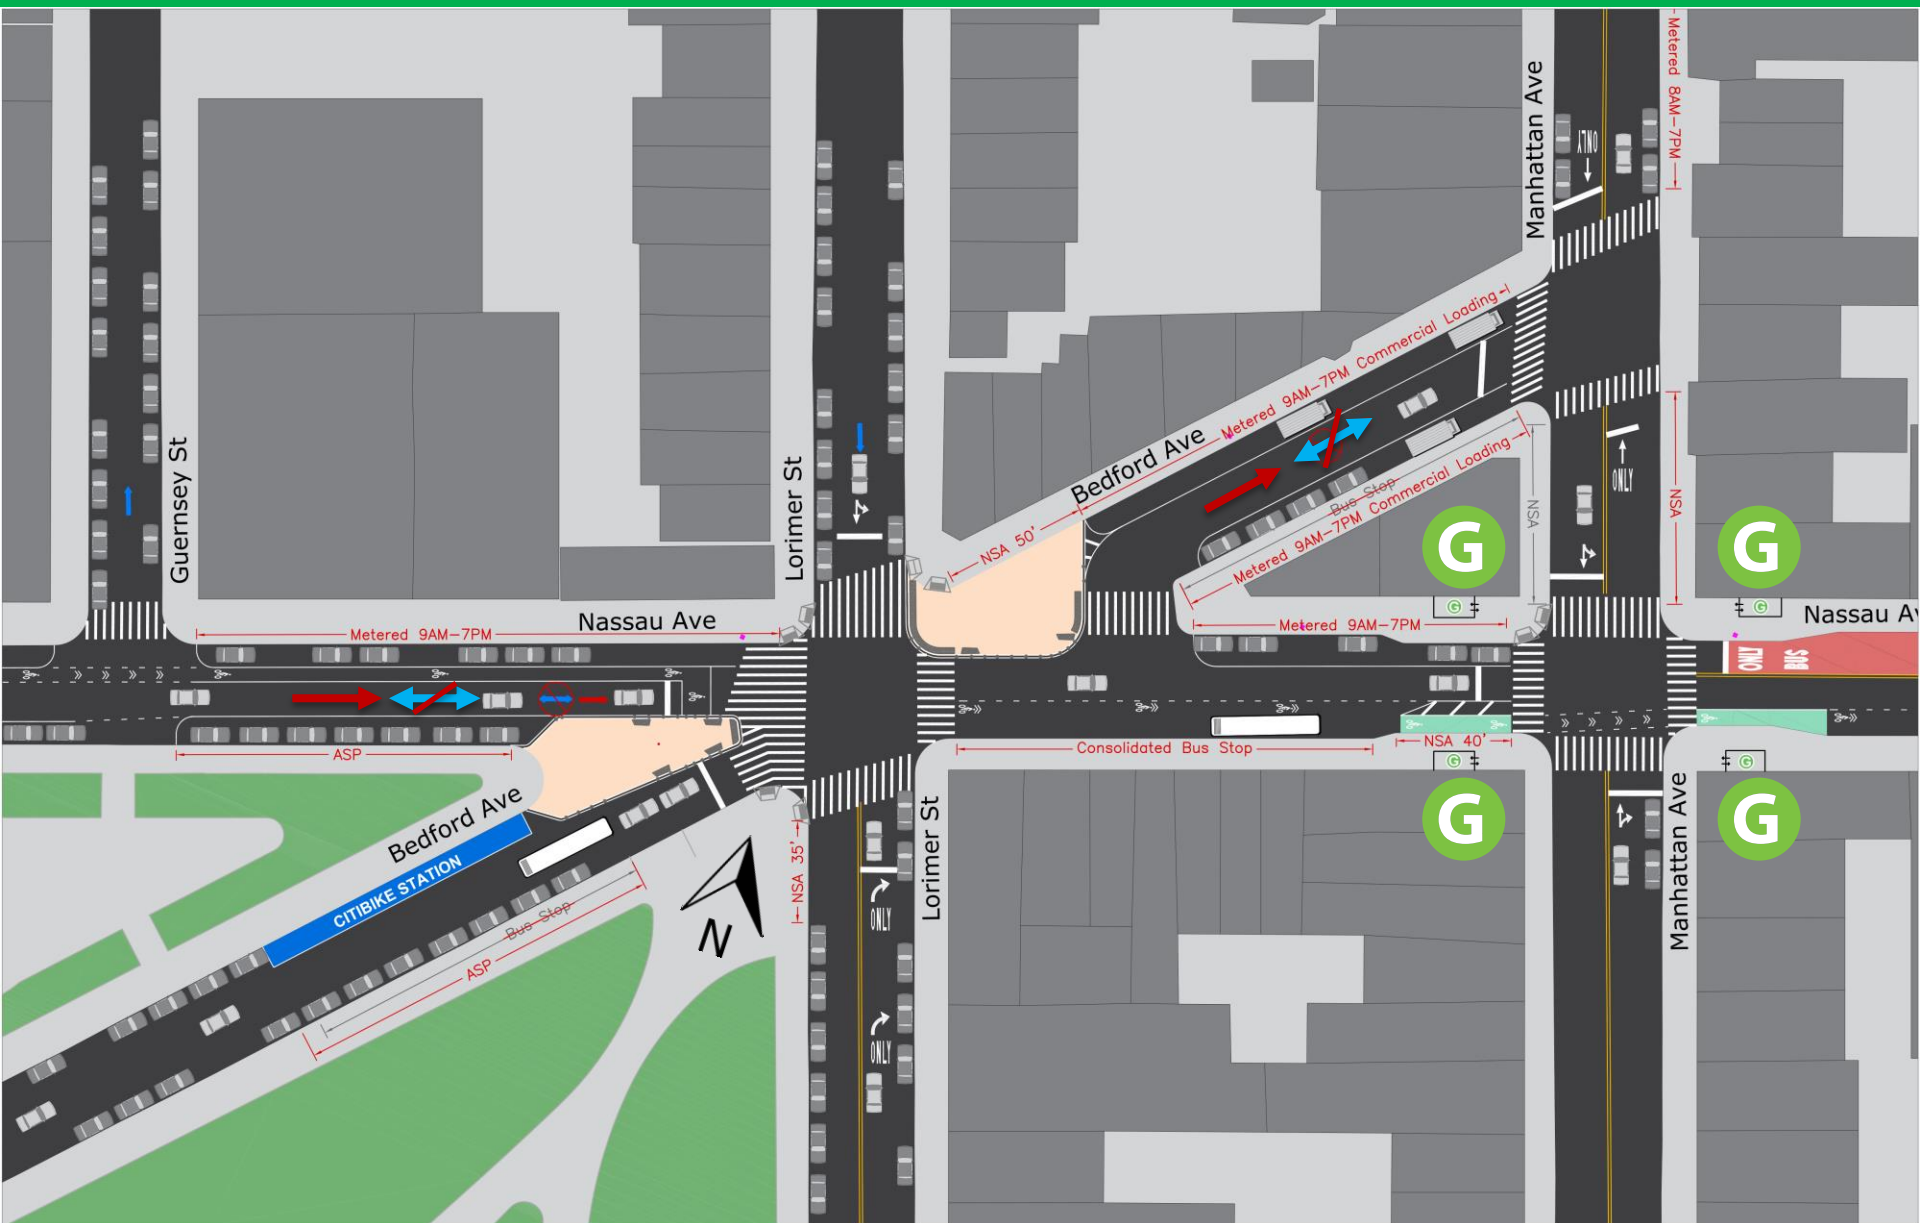 Metered 8AM–7PM
Manhattan Ave
ONLY
Metered 9AM–7PM Commercial Loading
Bedford Ave
Guernsey St
Lorimer St
NSA 50'
Bus Stop
Metered 9AM–7PM Commercial Loading
NSA
ONLY
NSA
G
G
Nassau Ave
G
G
Nassau Av
Metered 9AM–7PM
Metered 9AM–7PM
ONLY
BUS
ASP
Consolidated Bus Stop
NSA 40'
G
G
Bedford Ave
CITIBIKE STATION
G
G
NSA 35'
Lorimer St
Manhattan Ave
ONLY
Bus Stop
ASP
N
ONLY